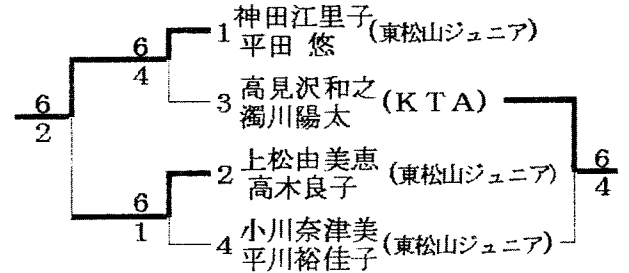 1 神田江里子 (東松山ジュニア)
平田 悠
6
4
3 高見沢和之 (KTA)
濁川陽太
6
2
2 上松由美恵 (東松山ジュニア)
高木良子
6
4
6
1
4 小川奈津美 (東松山ジュニア)
平川裕佳子